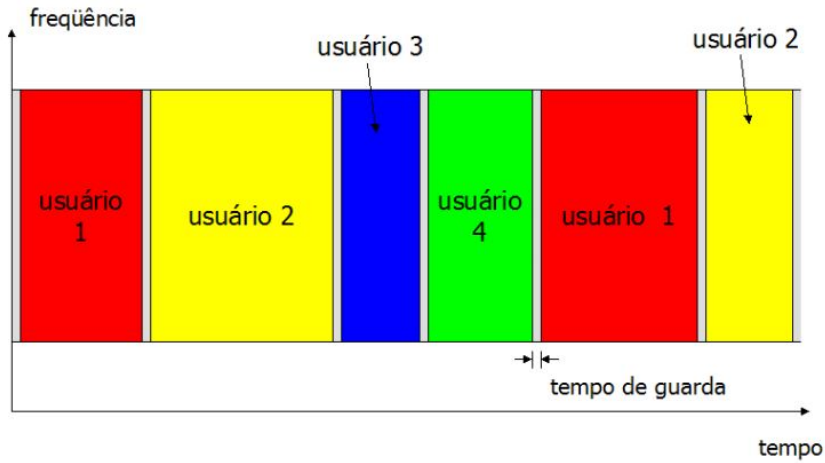 freqüência
usuário 3
usuário 2
usuário
1
usuário 2
usuário
4
usuário 1
tempo de guarda
tempo